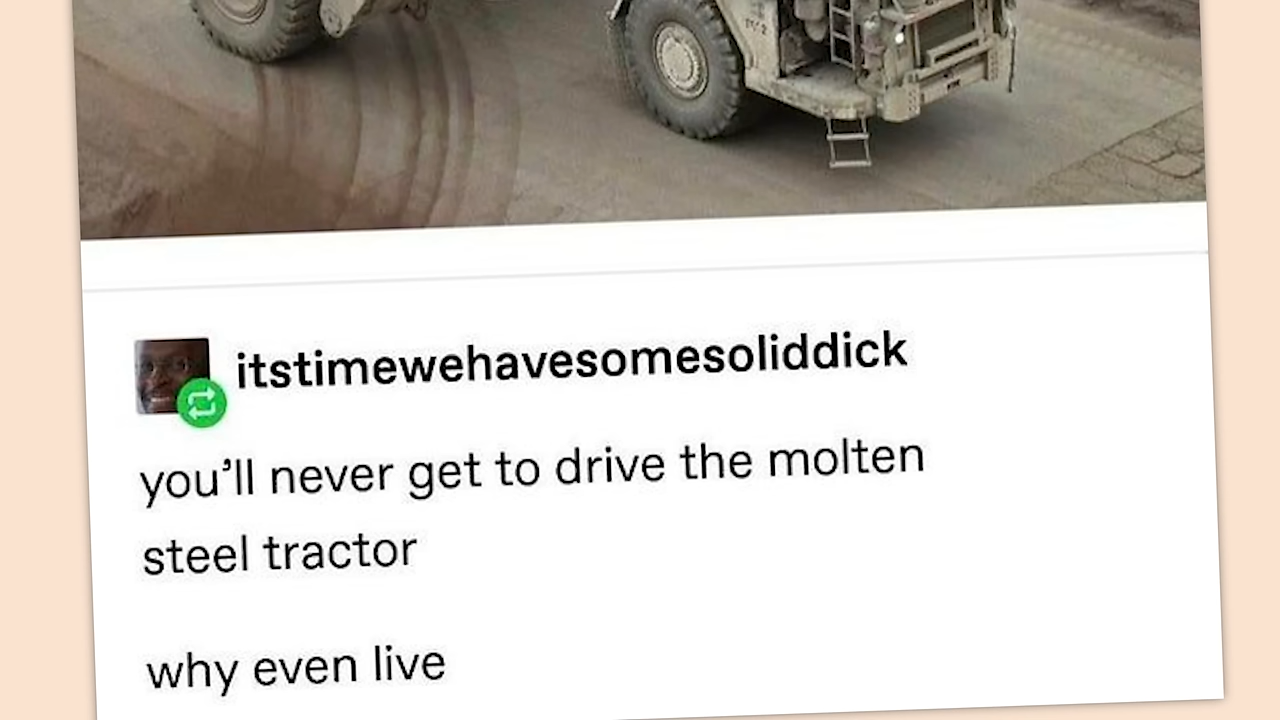 itstimewehavesomesoliddick
you’ll never get to drive the molten
steel tractor
why even live